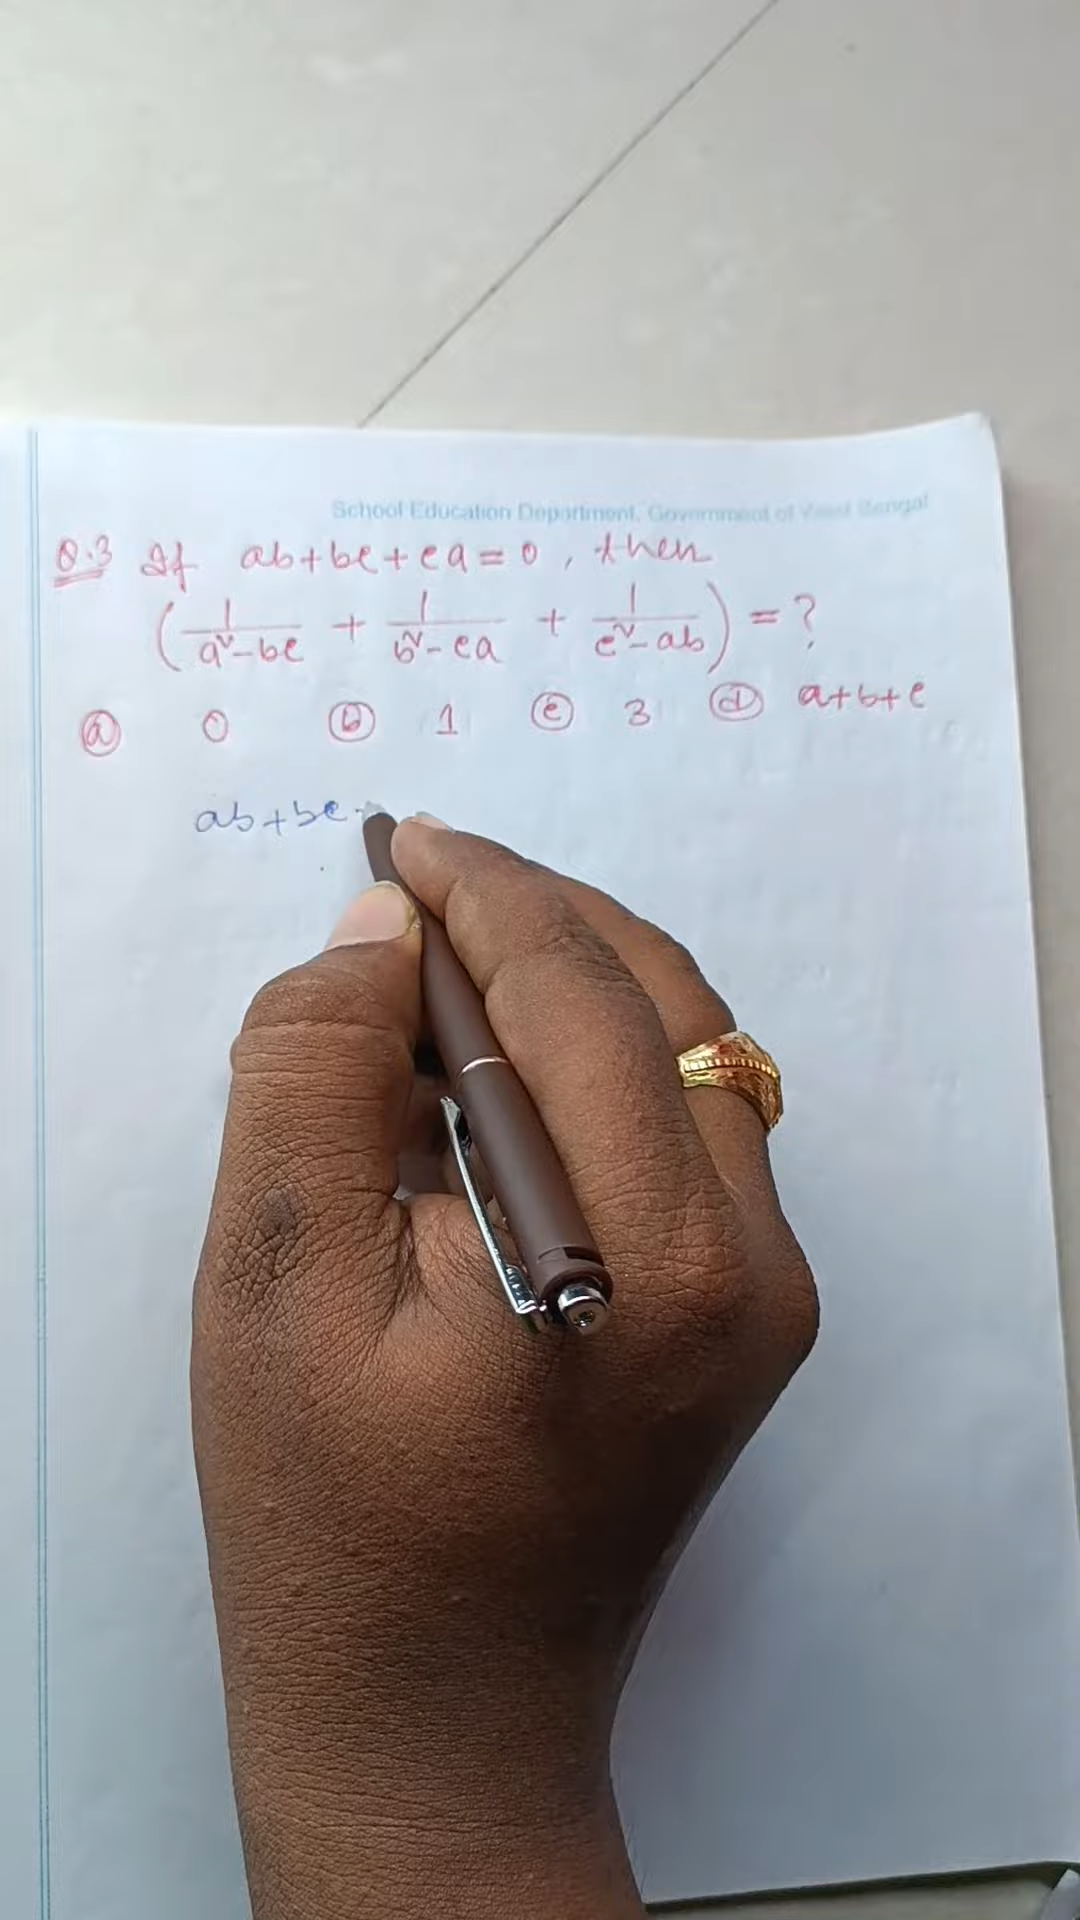 School Education Department, Government of West Bengal
Q.3 If ab+bc+ca=0, then
(1/(a²-bc) + 1/(b²-ca) + 1/(c²-ab)) = ?
ⓐ 0 ⓑ 1 ⓒ 3 ⓓ a+b+c
ab+bc+